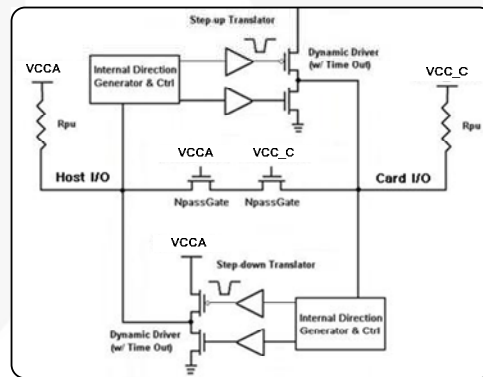 Step-up Translator
VCCA
Internal Direction
Generator & Ctrl
Dynamic Driver
(w/ Time Out)
VCC_C
Rpu
Rpu
VCCA
VCC_C
Host I/O
Card I/O
NpassGate
NpassGate
VCCA
Step-down Translator
Dynamic Driver
(w/ Time Out)
Internal Direction
Generator & Ctrl